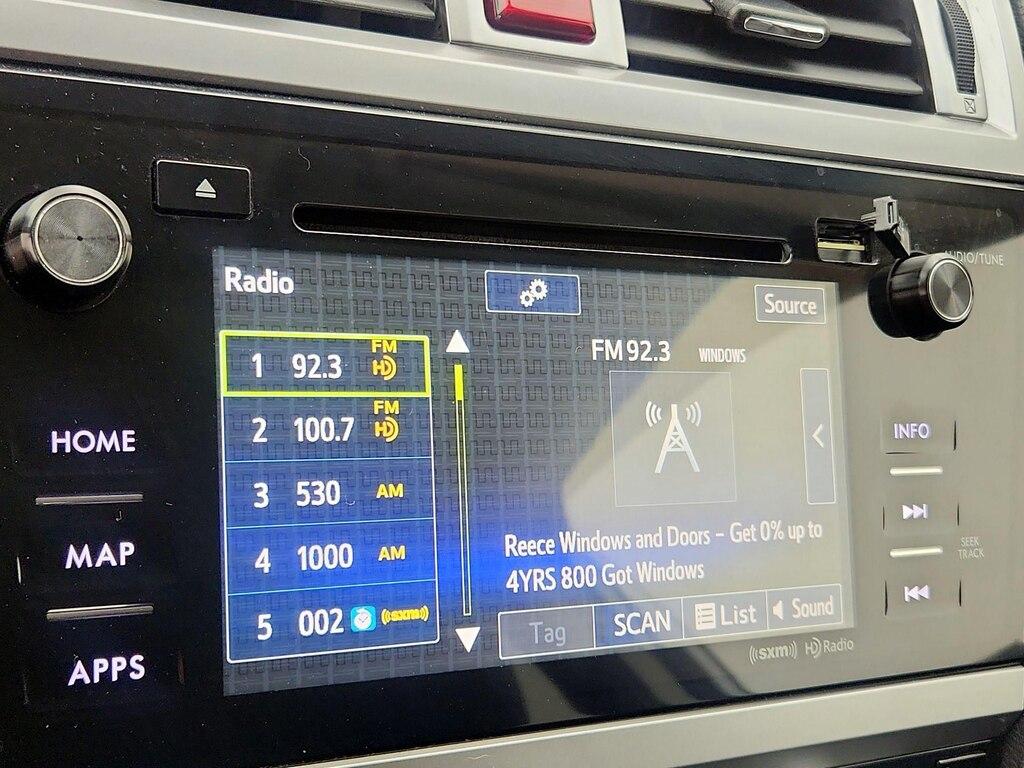 AUDIO/TUNE
Radio
Source
1 92.3 FM HD
2 100.7 FM HD
3 530 AM
4 1000 AM
5 002 ((sxm))
FM 92.3 WINDOWS
Reece Windows and Doors – Get 0% up to
4YRS 800 Got Windows
Tag SCAN List Sound
((sxm)) HD Radio
HOME
MAP
APPS
INFO
SEEK
TRACK